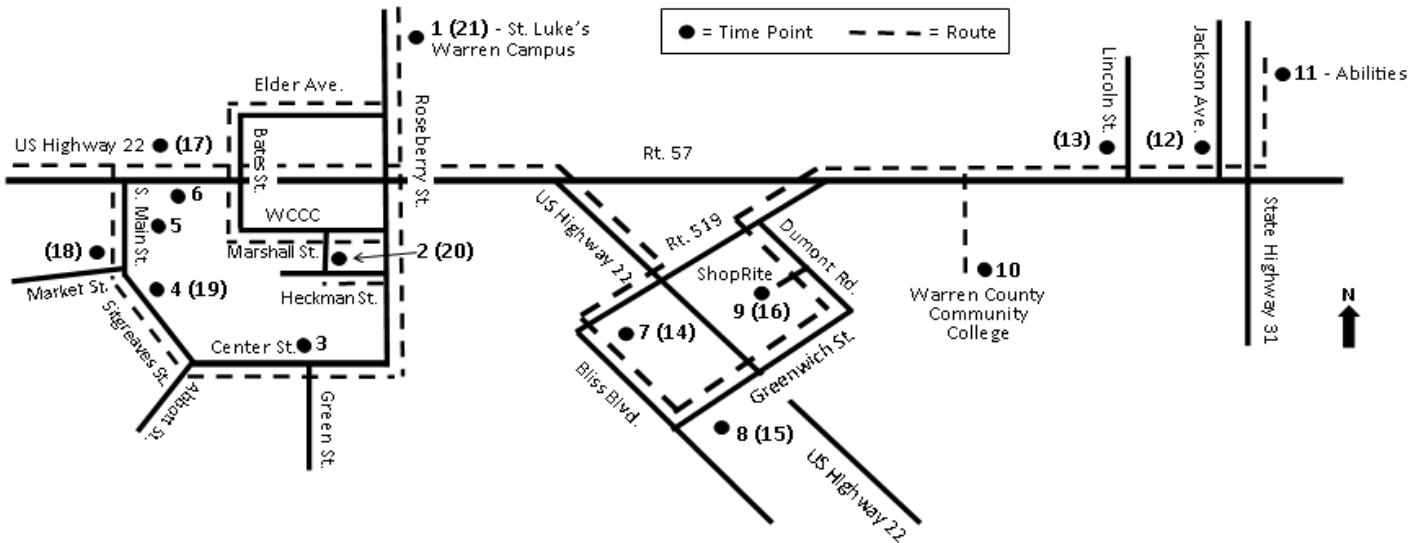 1 (21) - St. Luke's
Warren Campus
● = Time Point
= Route
Elder Ave.
Roseberry St.
Lincoln St.
Jackson Ave.
11 - Abilities
US Highway 22
(17)
Bates St.
Rt. 57
(13)
(12)
6
S. Main St.
5
WCCC
US Highway 22
Rt. 519
Dumont Rd.
State Highway 31
(18)
Marshall St.
2 (20)
ShopRite
10
Warren County
Community
College
Market St.
4 (19)
Heckman St.
9 (16)
N
Sitgreaves St.
Center St.
3
7 (14)
Greenwich St.
Abbott St.
Green St.
Bliss Blvd.
8 (15)
US Highway 22